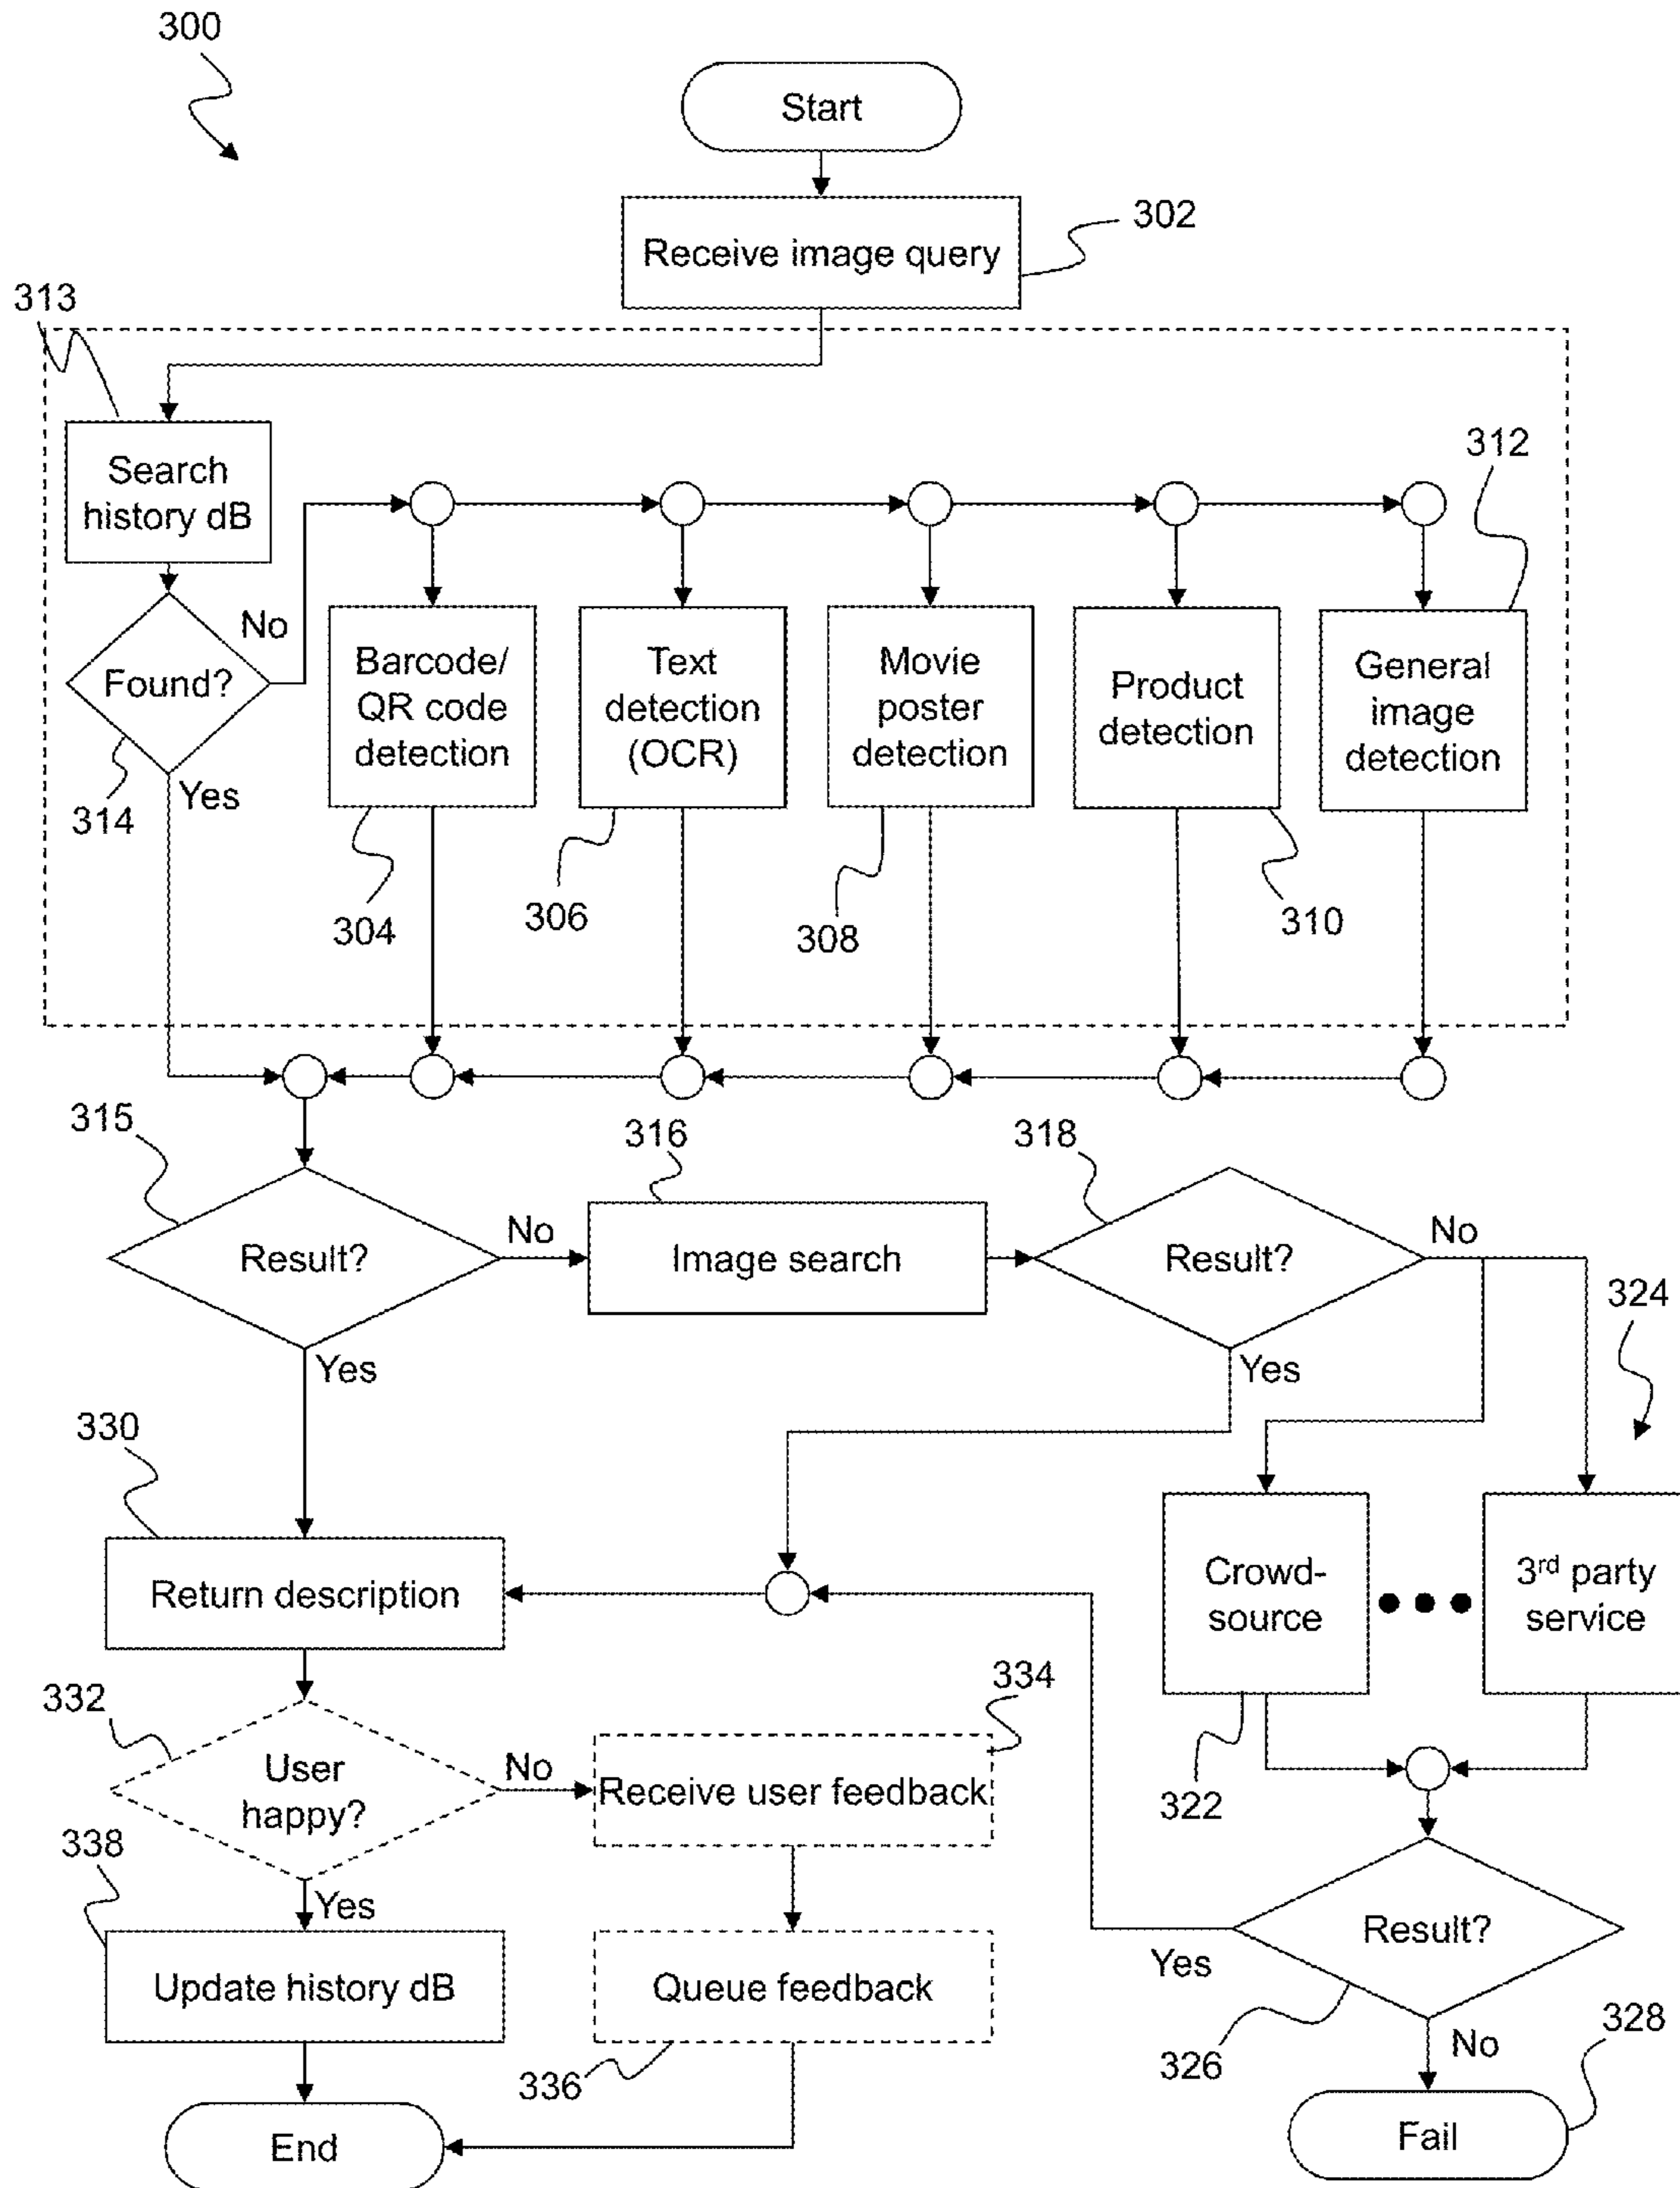 300
Start
Receive image query
302
313
Search
history dB
312
No
Found?
Yes
314
Barcode/
QR code
detection
Text
detection
(OCR)
Movie
poster
detection
Product
detection
General
image
detection
304
306
308
310
315
316
318
Result?
No
Image search
Result?
No
324
Yes
Yes
330
Return description
Crowd-
source
3rd party
service
332
334
User
happy?
No
Receive user feedback
322
338
Yes
Update history dB
Queue feedback
Result?
Yes
326
No
328
336
End
Fail